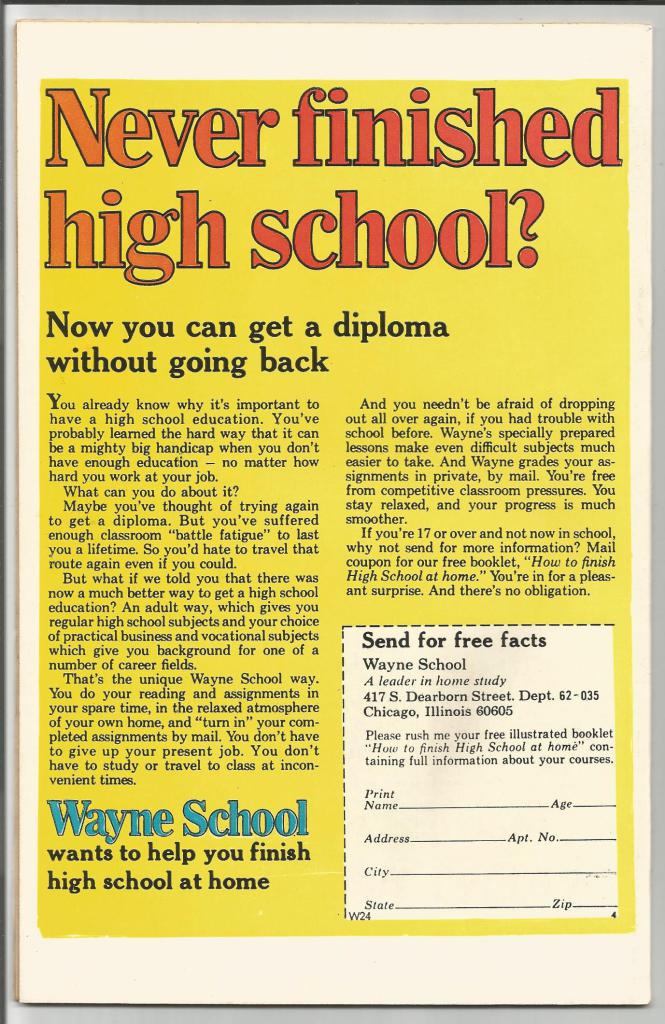 Never finished
high school?
Now you can get a diploma
without going back
You already know why it's important to
have a high school education. You've
probably learned the hard way that it can
be a mighty big handicap when you don't
have enough education — no matter how
hard you work at your job.
What can you do about it?
Maybe you've thought of trying again
to get a diploma. But you've suffered
enough classroom "battle fatigue" to last
you a lifetime. So you'd hate to travel that
route again even if you could.
But what if we told you that there was
now a much better way to get a high school
education? An adult way, which gives you
regular high school subjects and your choice
of practical business and vocational subjects
which give you background for one of a
number of career fields.
That's the unique Wayne School way.
You do your reading and assignments in
your spare time, in the relaxed atmosphere
of your own home, and "turn in" your com-
pleted assignments by mail. You don't have
to give up your present job. You don't
have to study or travel to class at incon-
venient times.
Wayne School
wants to help you finish
high school at home
And you needn't be afraid of dropping
out all over again, if you had trouble with
school before. Wayne's specially prepared
lessons make even difficult subjects much
easier to take. And Wayne grades your as-
signments in private, by mail. You're free
from competitive classroom pressures. You
stay relaxed, and your progress is much
smoother.
If you're 17 or over and not now in school,
why not send for more information? Mail
coupon for our free booklet, "How to finish
High School at home." You're in for a pleas-
ant surprise. And there's no obligation.
Send for free facts
Wayne School
A leader in home study
417 S. Dearborn Street. Dept. 62-035
Chicago, Illinois 60605
Please rush me your free illustrated booklet
"How to finish High School at home" con-
taining full information about your courses.
Print
Name Age
Address Apt. No.
City
State Zip
W24 4